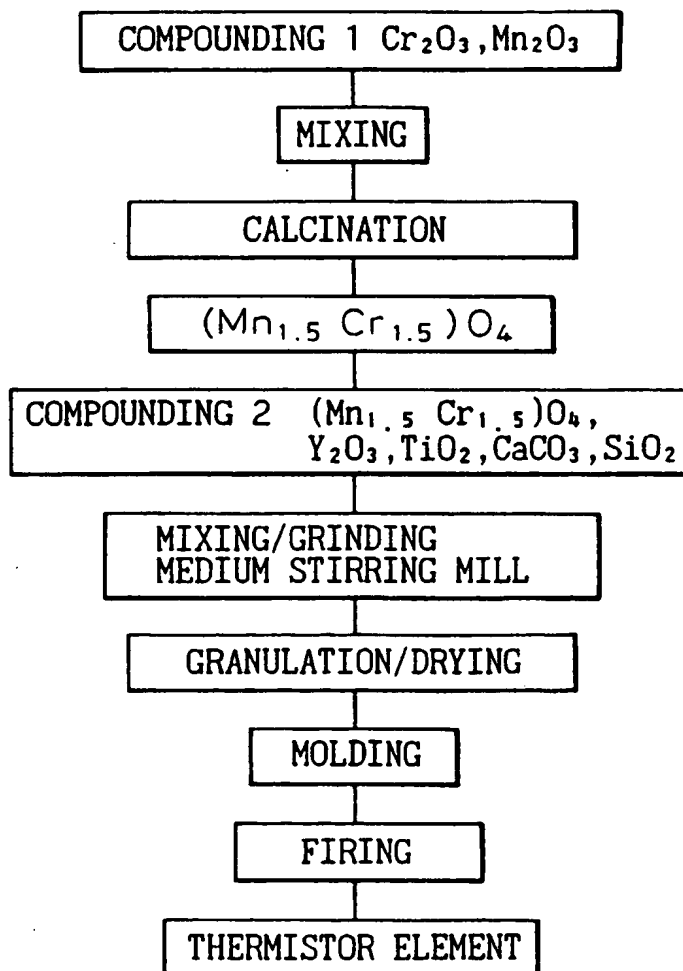 COMPOUNDING 1 Cr₂O₃,Mn₂O₃
MIXING
CALCINATION
(Mn₁.₅ Cr₁.₅)O₄
COMPOUNDING 2 (Mn₁.₅ Cr₁.₅)O₄,
Y₂O₃,TiO₂,CaCO₃,SiO₂
MIXING/GRINDING
MEDIUM STIRRING MILL
GRANULATION/DRYING
MOLDING
FIRING
THERMISTOR ELEMENT